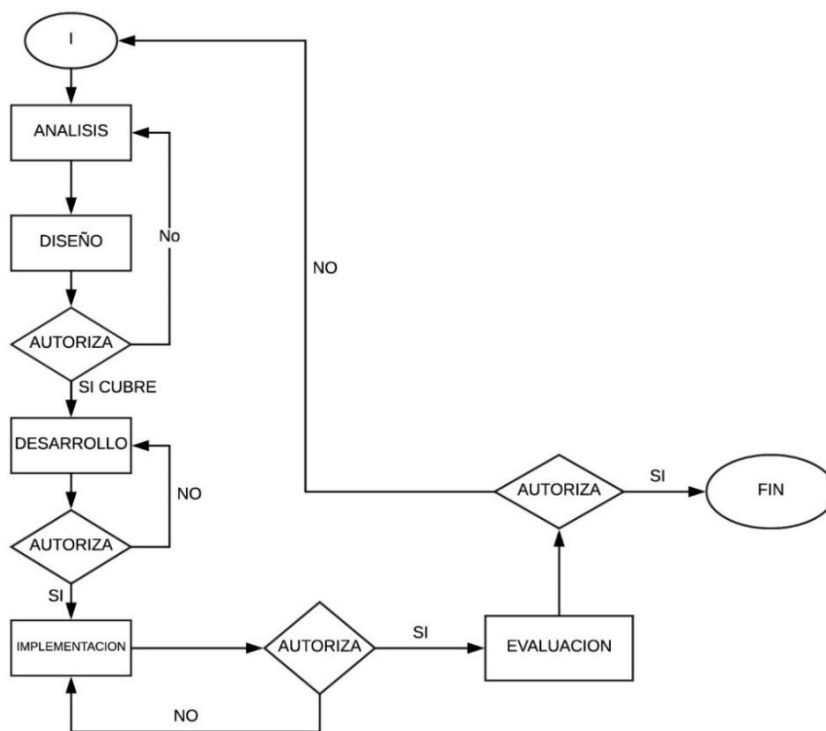 I
ANALISIS
DISEÑO
No
AUTORIZA
SI CUBRE
DESARROLLO
NO
AUTORIZA
SI
IMPLEMENTACION
AUTORIZA
NO
SI
EVALUACION
AUTORIZA
NO
SI
FIN